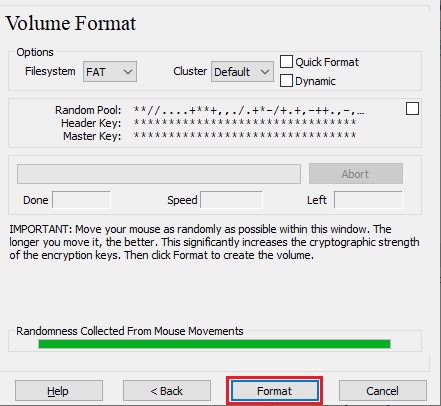 Volume Format
Options
Filesystem FAT Cluster Default Quick Format
Dynamic
Random Pool: **//....+**+,,./.+*-/+.+,-++.,-,…
Header Key: ********************************
Master Key: ********************************
Abort
Done Speed Left
IMPORTANT: Move your mouse as randomly as possible within this window. The
longer you move it, the better. This significantly increases the cryptographic strength
of the encryption keys. Then click Format to create the volume.
Randomness Collected From Mouse Movements
Help < Back Format Cancel